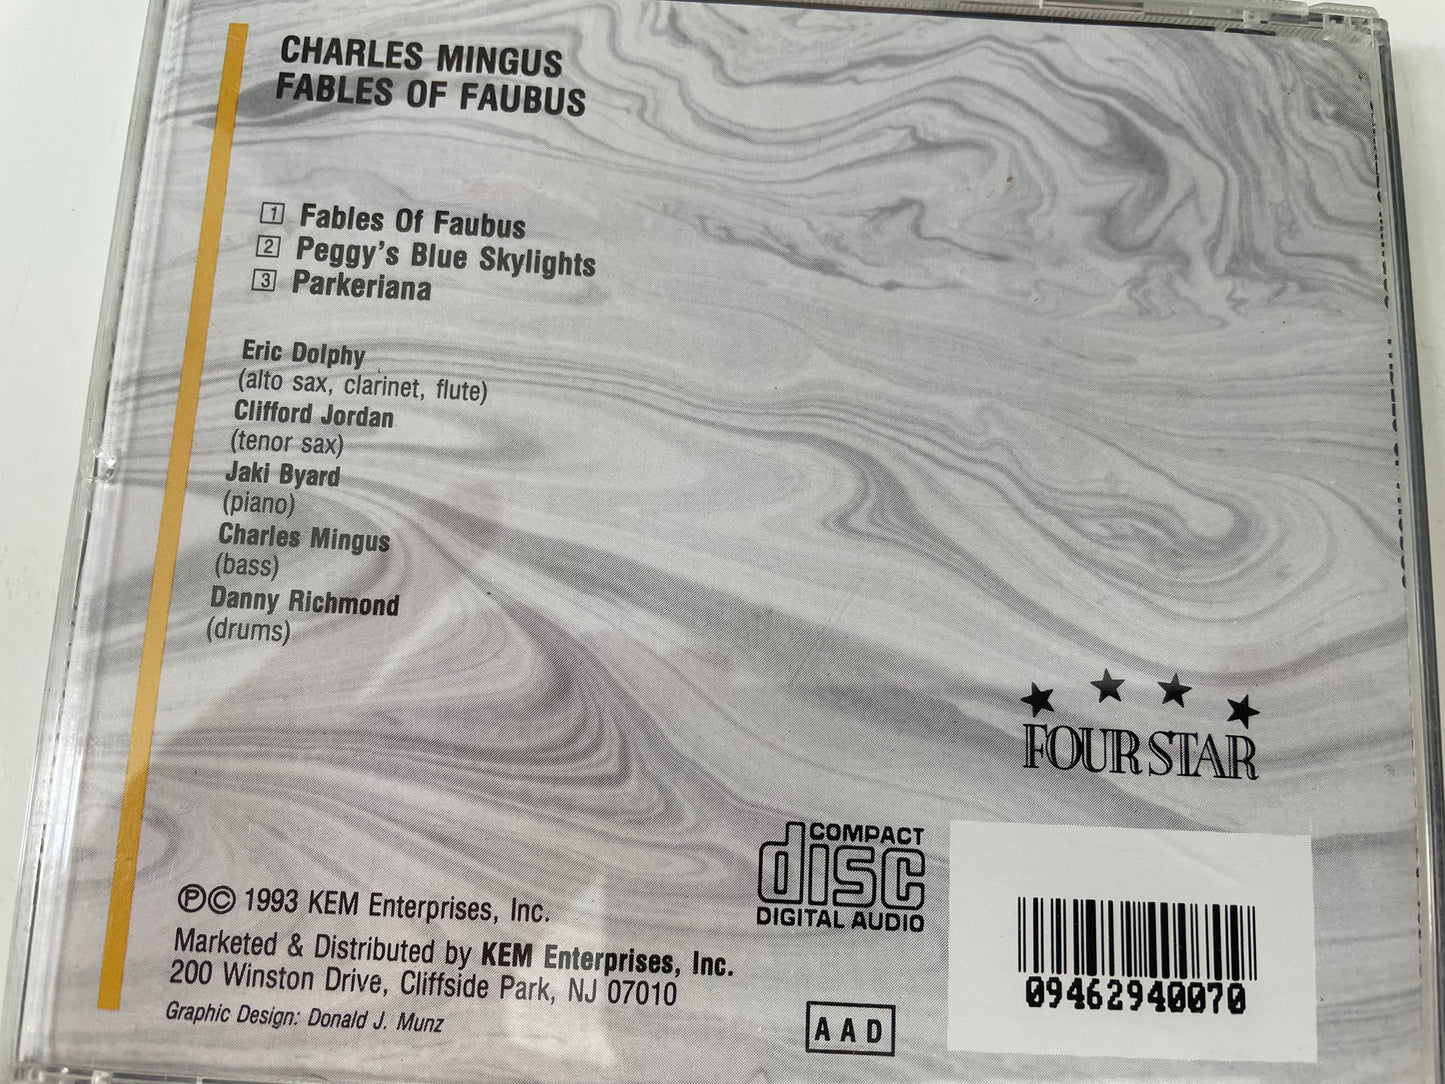 CHARLES MINGUS
FABLES OF FAUBUS
1 Fables Of Faubus
2 Peggy's Blue Skylights
3 Parkeriana
Eric Dolphy
(alto sax, clarinet, flute)
Clifford Jordan
(tenor sax)
Jaki Byard
(piano)
Charles Mingus
(bass)
Danny Richmond
(drums)
★ ★ ★ ★
FOUR STAR
℗© 1993 KEM Enterprises, Inc.
Marketed & Distributed by KEM Enterprises, Inc.
200 Winston Drive, Cliffside Park, NJ 07010
Graphic Design: Donald J. Munz
COMPACT
disc
DIGITAL AUDIO
AAD
09462940070